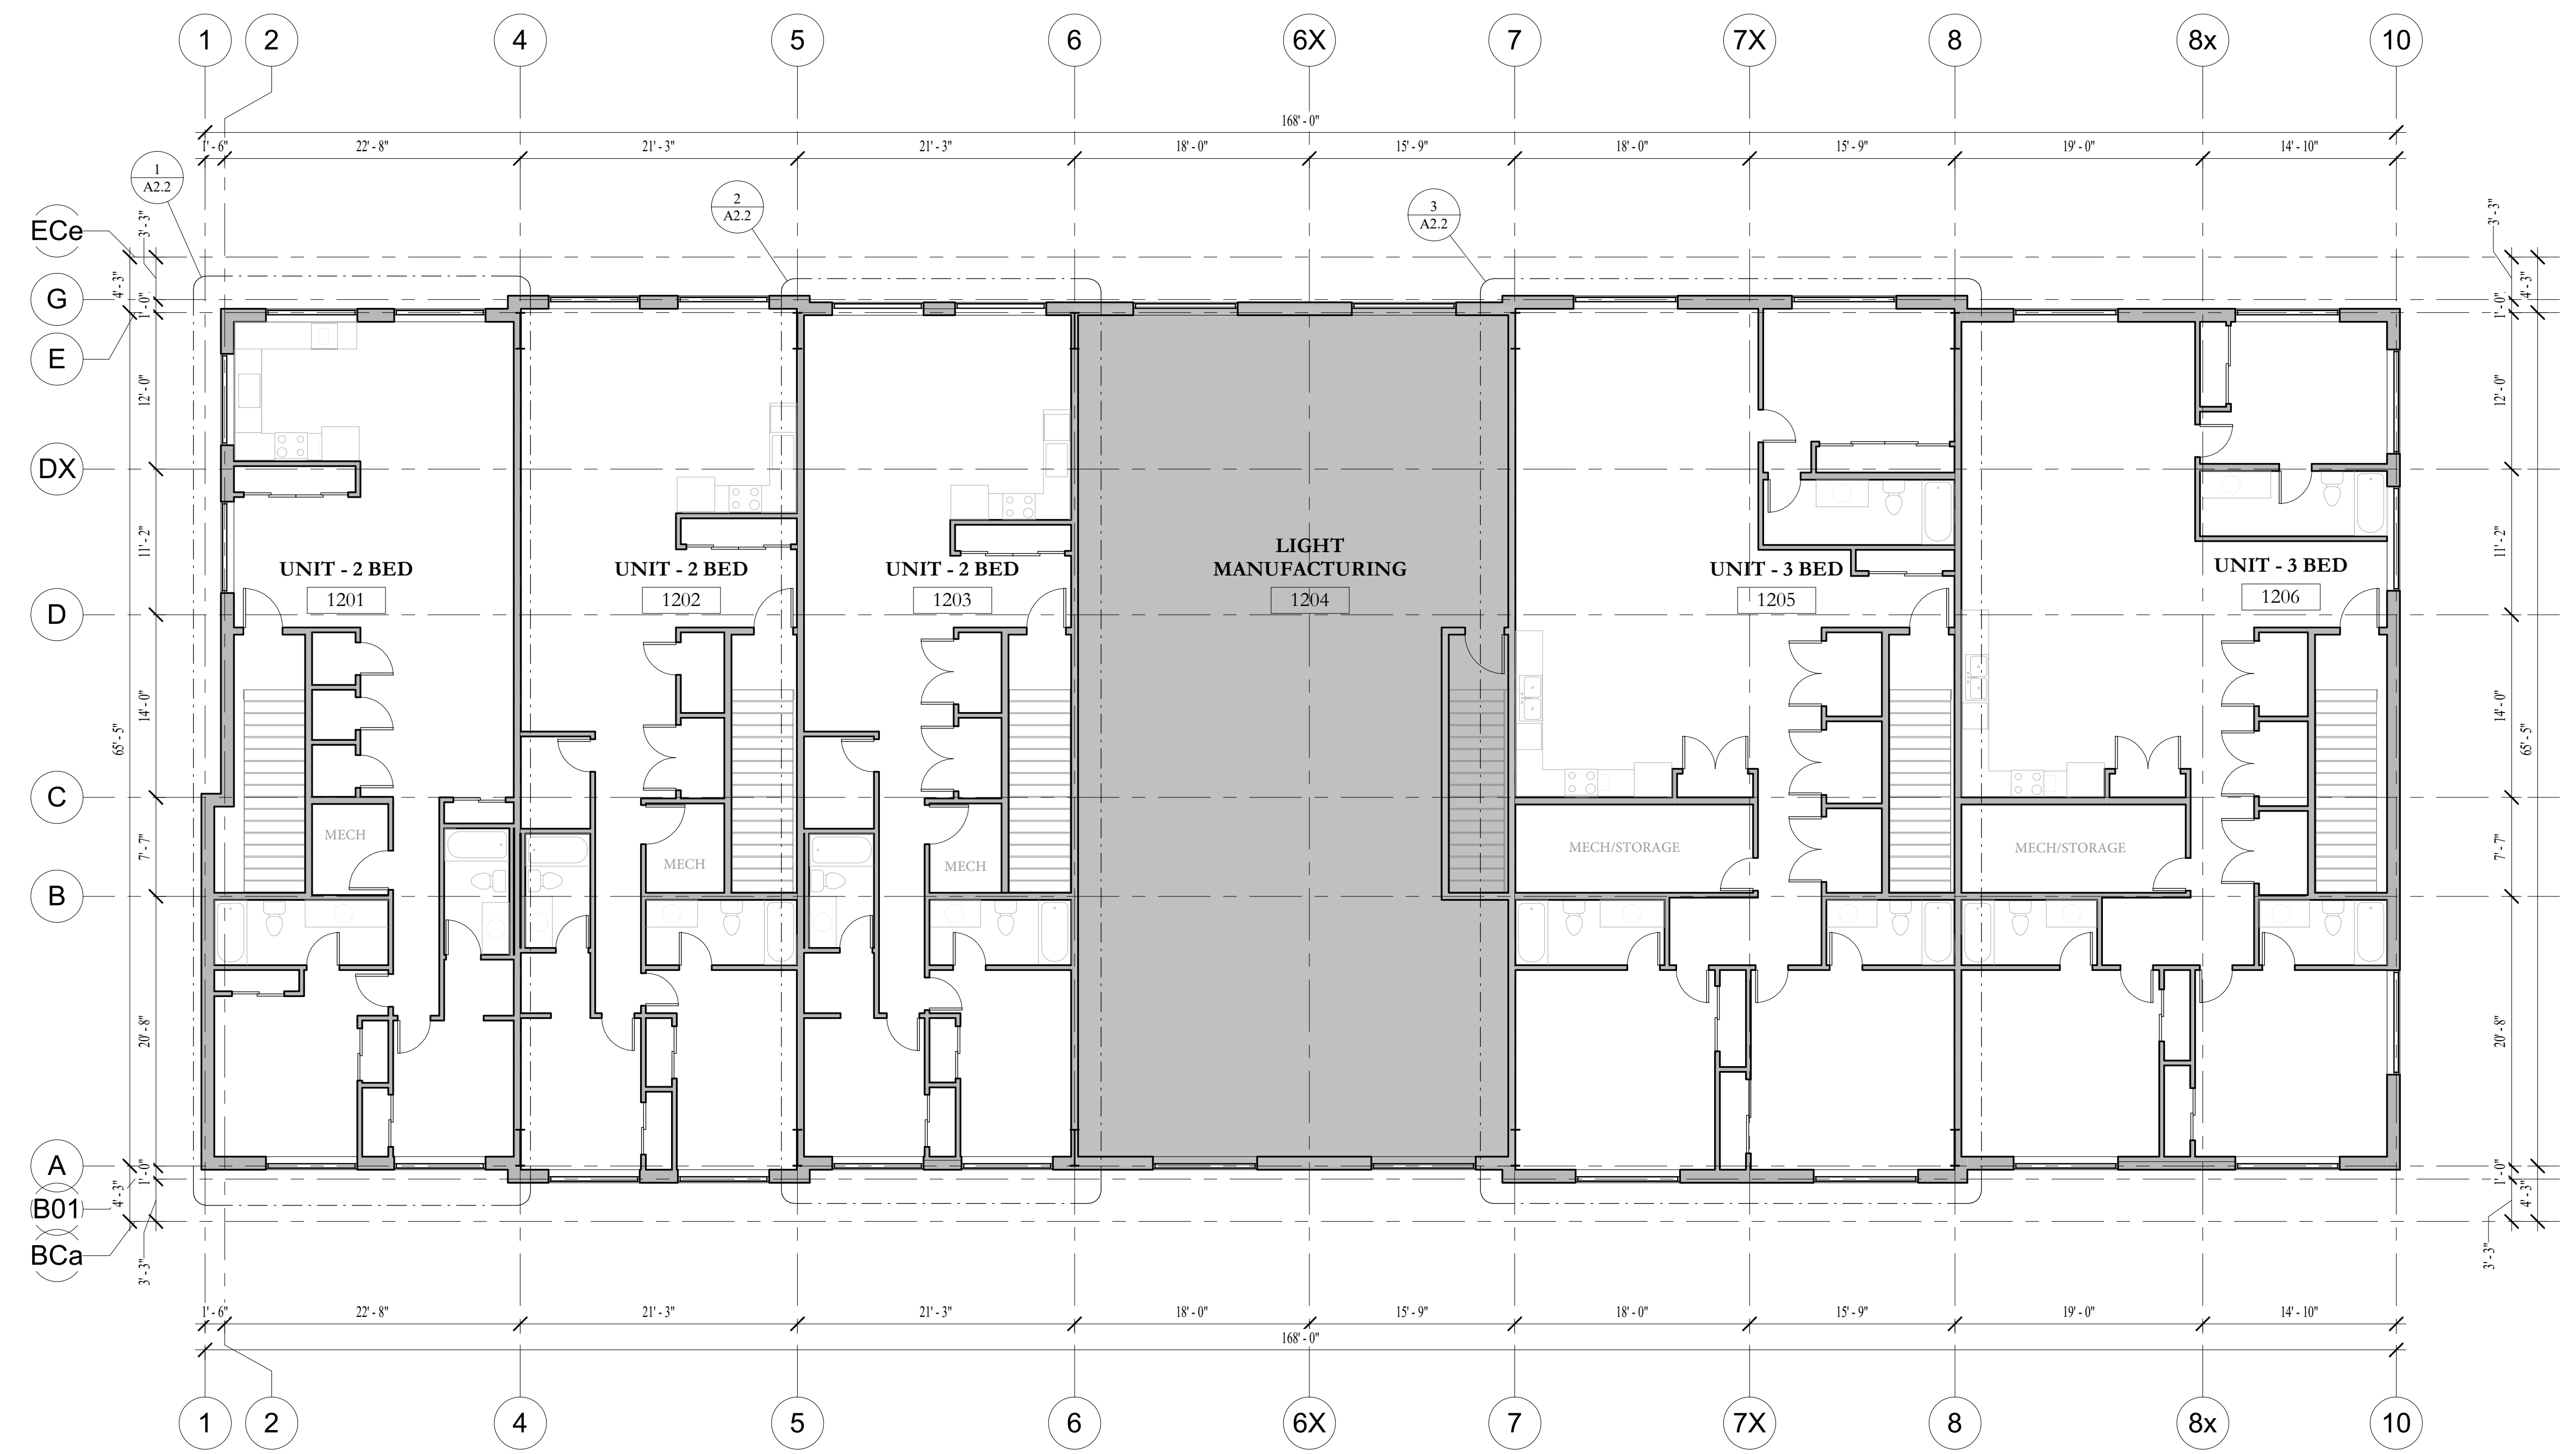 1 2 4 5 6 6X 7 7X 8 8x 10
168' - 0"
1' - 6" 22' - 8" 21' - 3" 21' - 3" 18' - 0" 15' - 9" 18' - 0" 15' - 9" 19' - 0" 14' - 10"
1
A2.2
2
A2.2
3
A2.2
ECe
G
E
DX
D
C
B
A
B01
BCa
3' - 3"
4' - 3"
1' - 0"
12' - 0"
11' - 2"
14' - 0"
65' - 5"
7' - 7"
20' - 8"
1' - 0"
4' - 3"
3' - 3"
UNIT - 2 BED
1201
MECH
UNIT - 2 BED
1202
MECH
UNIT - 2 BED
1203
MECH
LIGHT
MANUFACTURING
1204
UNIT - 3 BED
1205
MECH/STORAGE
UNIT - 3 BED
1206
MECH/STORAGE
3' - 3"
4' - 3"
1' - 0"
12' - 0"
11' - 2"
14' - 0"
65' - 5"
7' - 7"
20' - 8"
1' - 0"
4' - 3"
3' - 3"
1' - 6" 22' - 8" 21' - 3" 21' - 3" 18' - 0" 15' - 9" 18' - 0" 15' - 9" 19' - 0" 14' - 10"
168' - 0"
1 2 4 5 6 6X 7 7X 8 8x 10